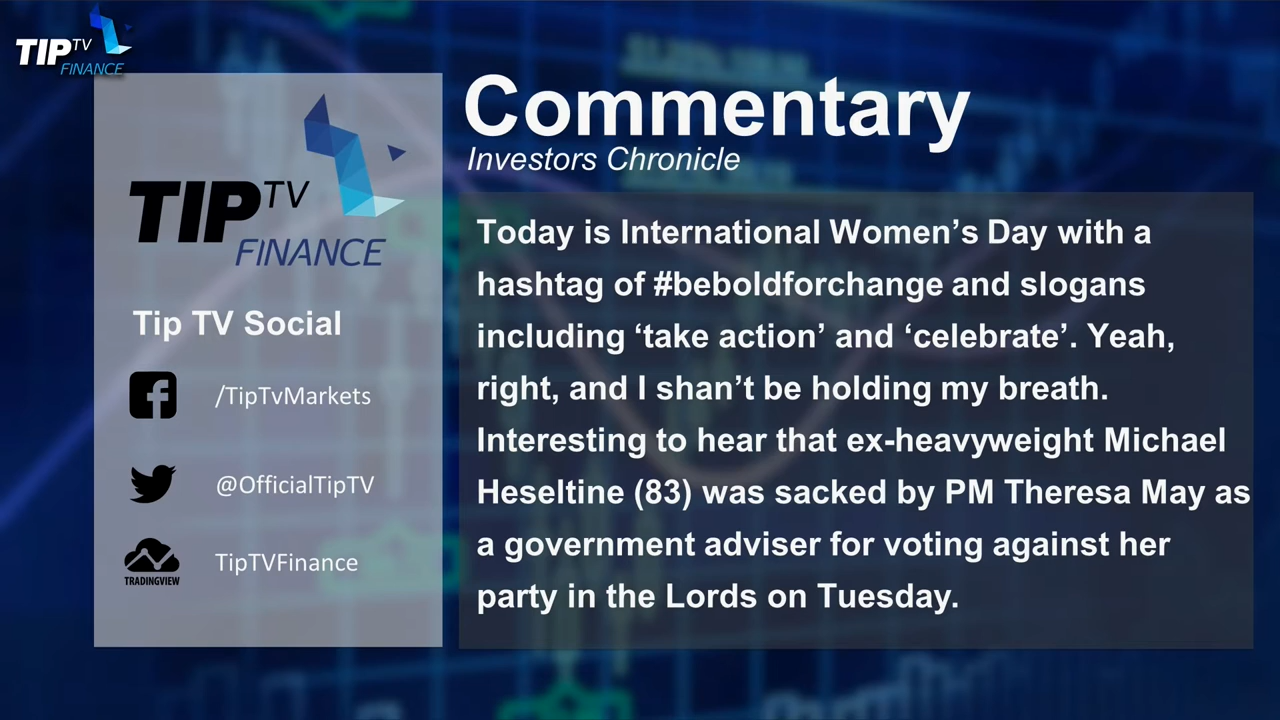 TIP TV
FINANCE
TIP TV
FINANCE
Tip TV Social
/TipTvMarkets
@OfficialTipTV
TRADINGVIEW
TipTVFinance
Commentary
Investors Chronicle
Today is International Women’s Day with a
hashtag of #beboldforchange and slogans
including ‘take action’ and ‘celebrate’. Yeah,
right, and I shan’t be holding my breath.
Interesting to hear that ex-heavyweight Michael
Heseltine (83) was sacked by PM Theresa May as
a government adviser for voting against her
party in the Lords on Tuesday.